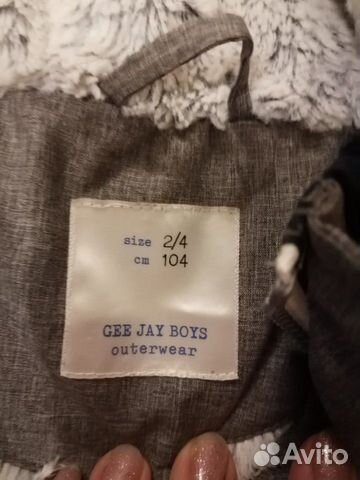 size 2/4
cm 104
GEE JAY BOYS
outerwear
Avito